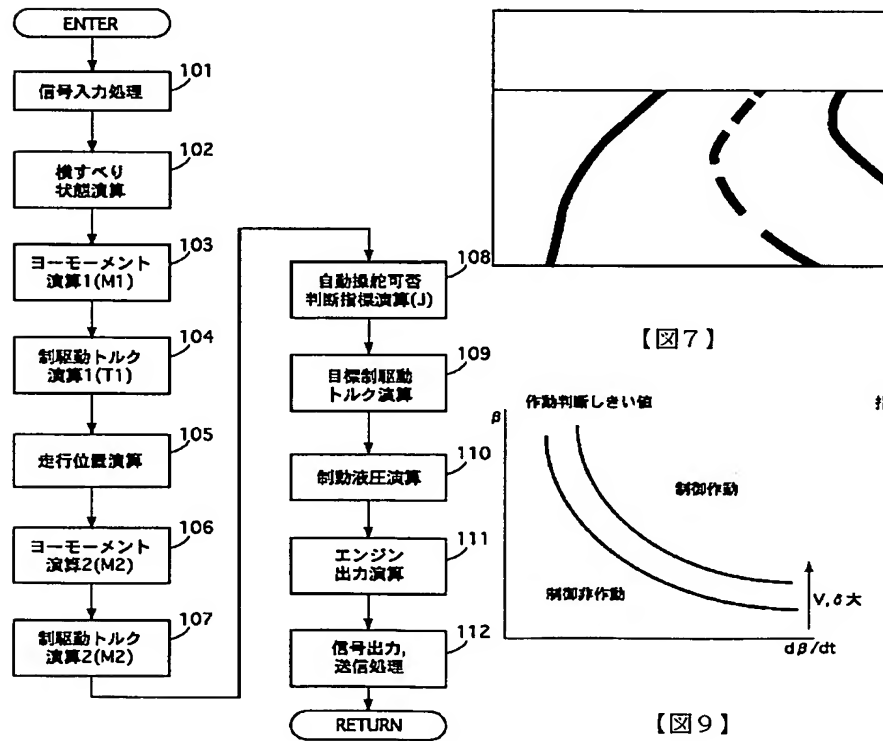 ENTER
101
信号入力処理
102
横すべり
状態演算
103
ヨーモーメント
演算1(M1)
104
制駆動トルク
演算1(T1)
105
走行位置演算
106
ヨーモーメント
演算2(M2)
107
制駆動トルク
演算2(M2)
108
自動操舵可否
判断指標演算(J)
109
目標制駆動
トルク演算
110
制動液圧演算
111
エンジン
出力演算
112
信号出力,
送信処理
RETURN
【図7】
作動判断しきい値
β
制御作動
制御非作動
V,δ大
dβ/dt
【図9】